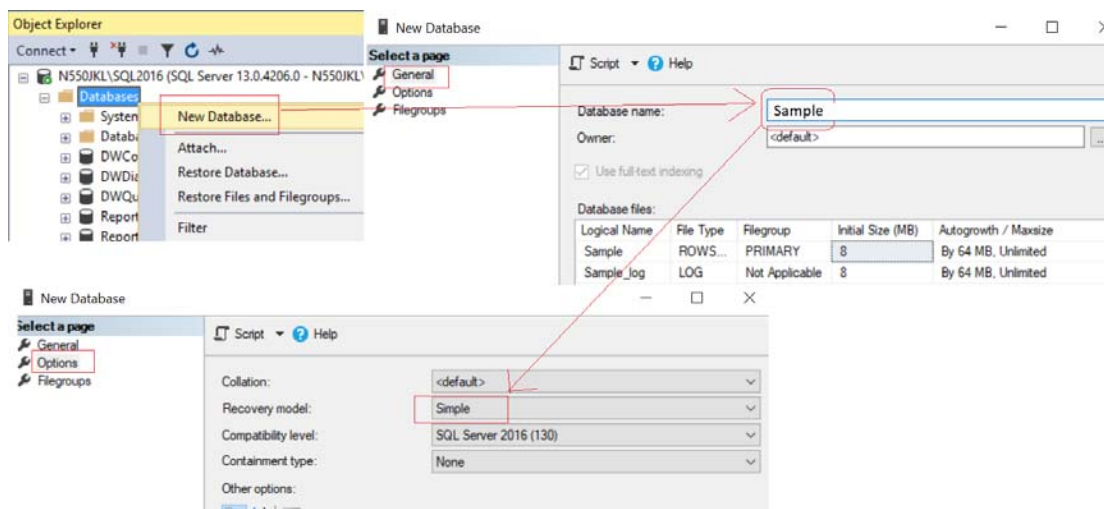 Object Explorer
Connect
N550JKL\SQL2016 (SQL Server 13.0.4206.0 - N550JKL\
Databases
System
Datab
DWCo
DWDia
DWQu
Report
Report
New Database...
Attach...
Restore Database...
Restore Files and Filegroups...
Filter
New Database
Select a page
General
Options
Filegroups
Script Help
Database name: Sample
Owner: <default> ...
Use full-text indexing
Database files:
Logical Name File Type Filegroup Initial Size (MB) Autogrowth / Maxsize
Sample ROWS... PRIMARY 8 By 64 MB, Unlimited
Sample_log LOG Not Applicable 8 By 64 MB, Unlimited
New Database
Select a page
General
Options
Filegroups
Script Help
Collation: <default>
Recovery model: Simple
Compatibility level: SQL Server 2016 (130)
Containment type: None
Other options: